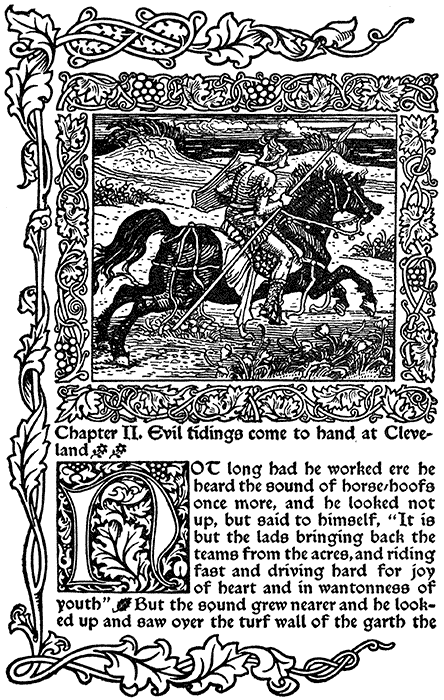 Chapter II. Evil tidings come to hand at Cleve-
land
NOT long had he worked ere he
heard the sound of horse-hoofs
once more, and he looked not
up, but said to himself, "It is
but the lads bringing back the
teams from the acres, and riding
fast and driving hard for joy
of heart and in wantonness of
youth" But the sound grew nearer and he look-
ed up and saw over the turf wall of the garth the